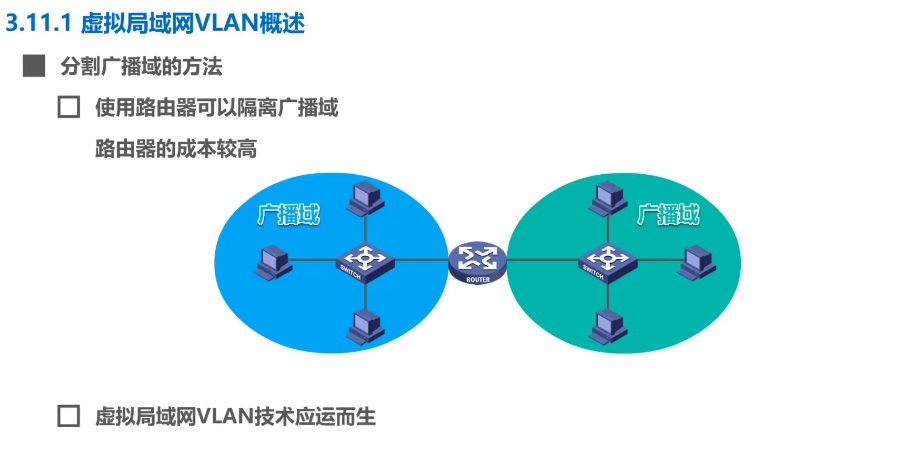 3.11.1 虚拟局域网VLAN概述
分割广播域的方法
使用路由器可以隔离广播域
路由器的成本较高
广播域
广播域
SWITCH
ROUTER
SWITCH
虚拟局域网VLAN技术应运而生